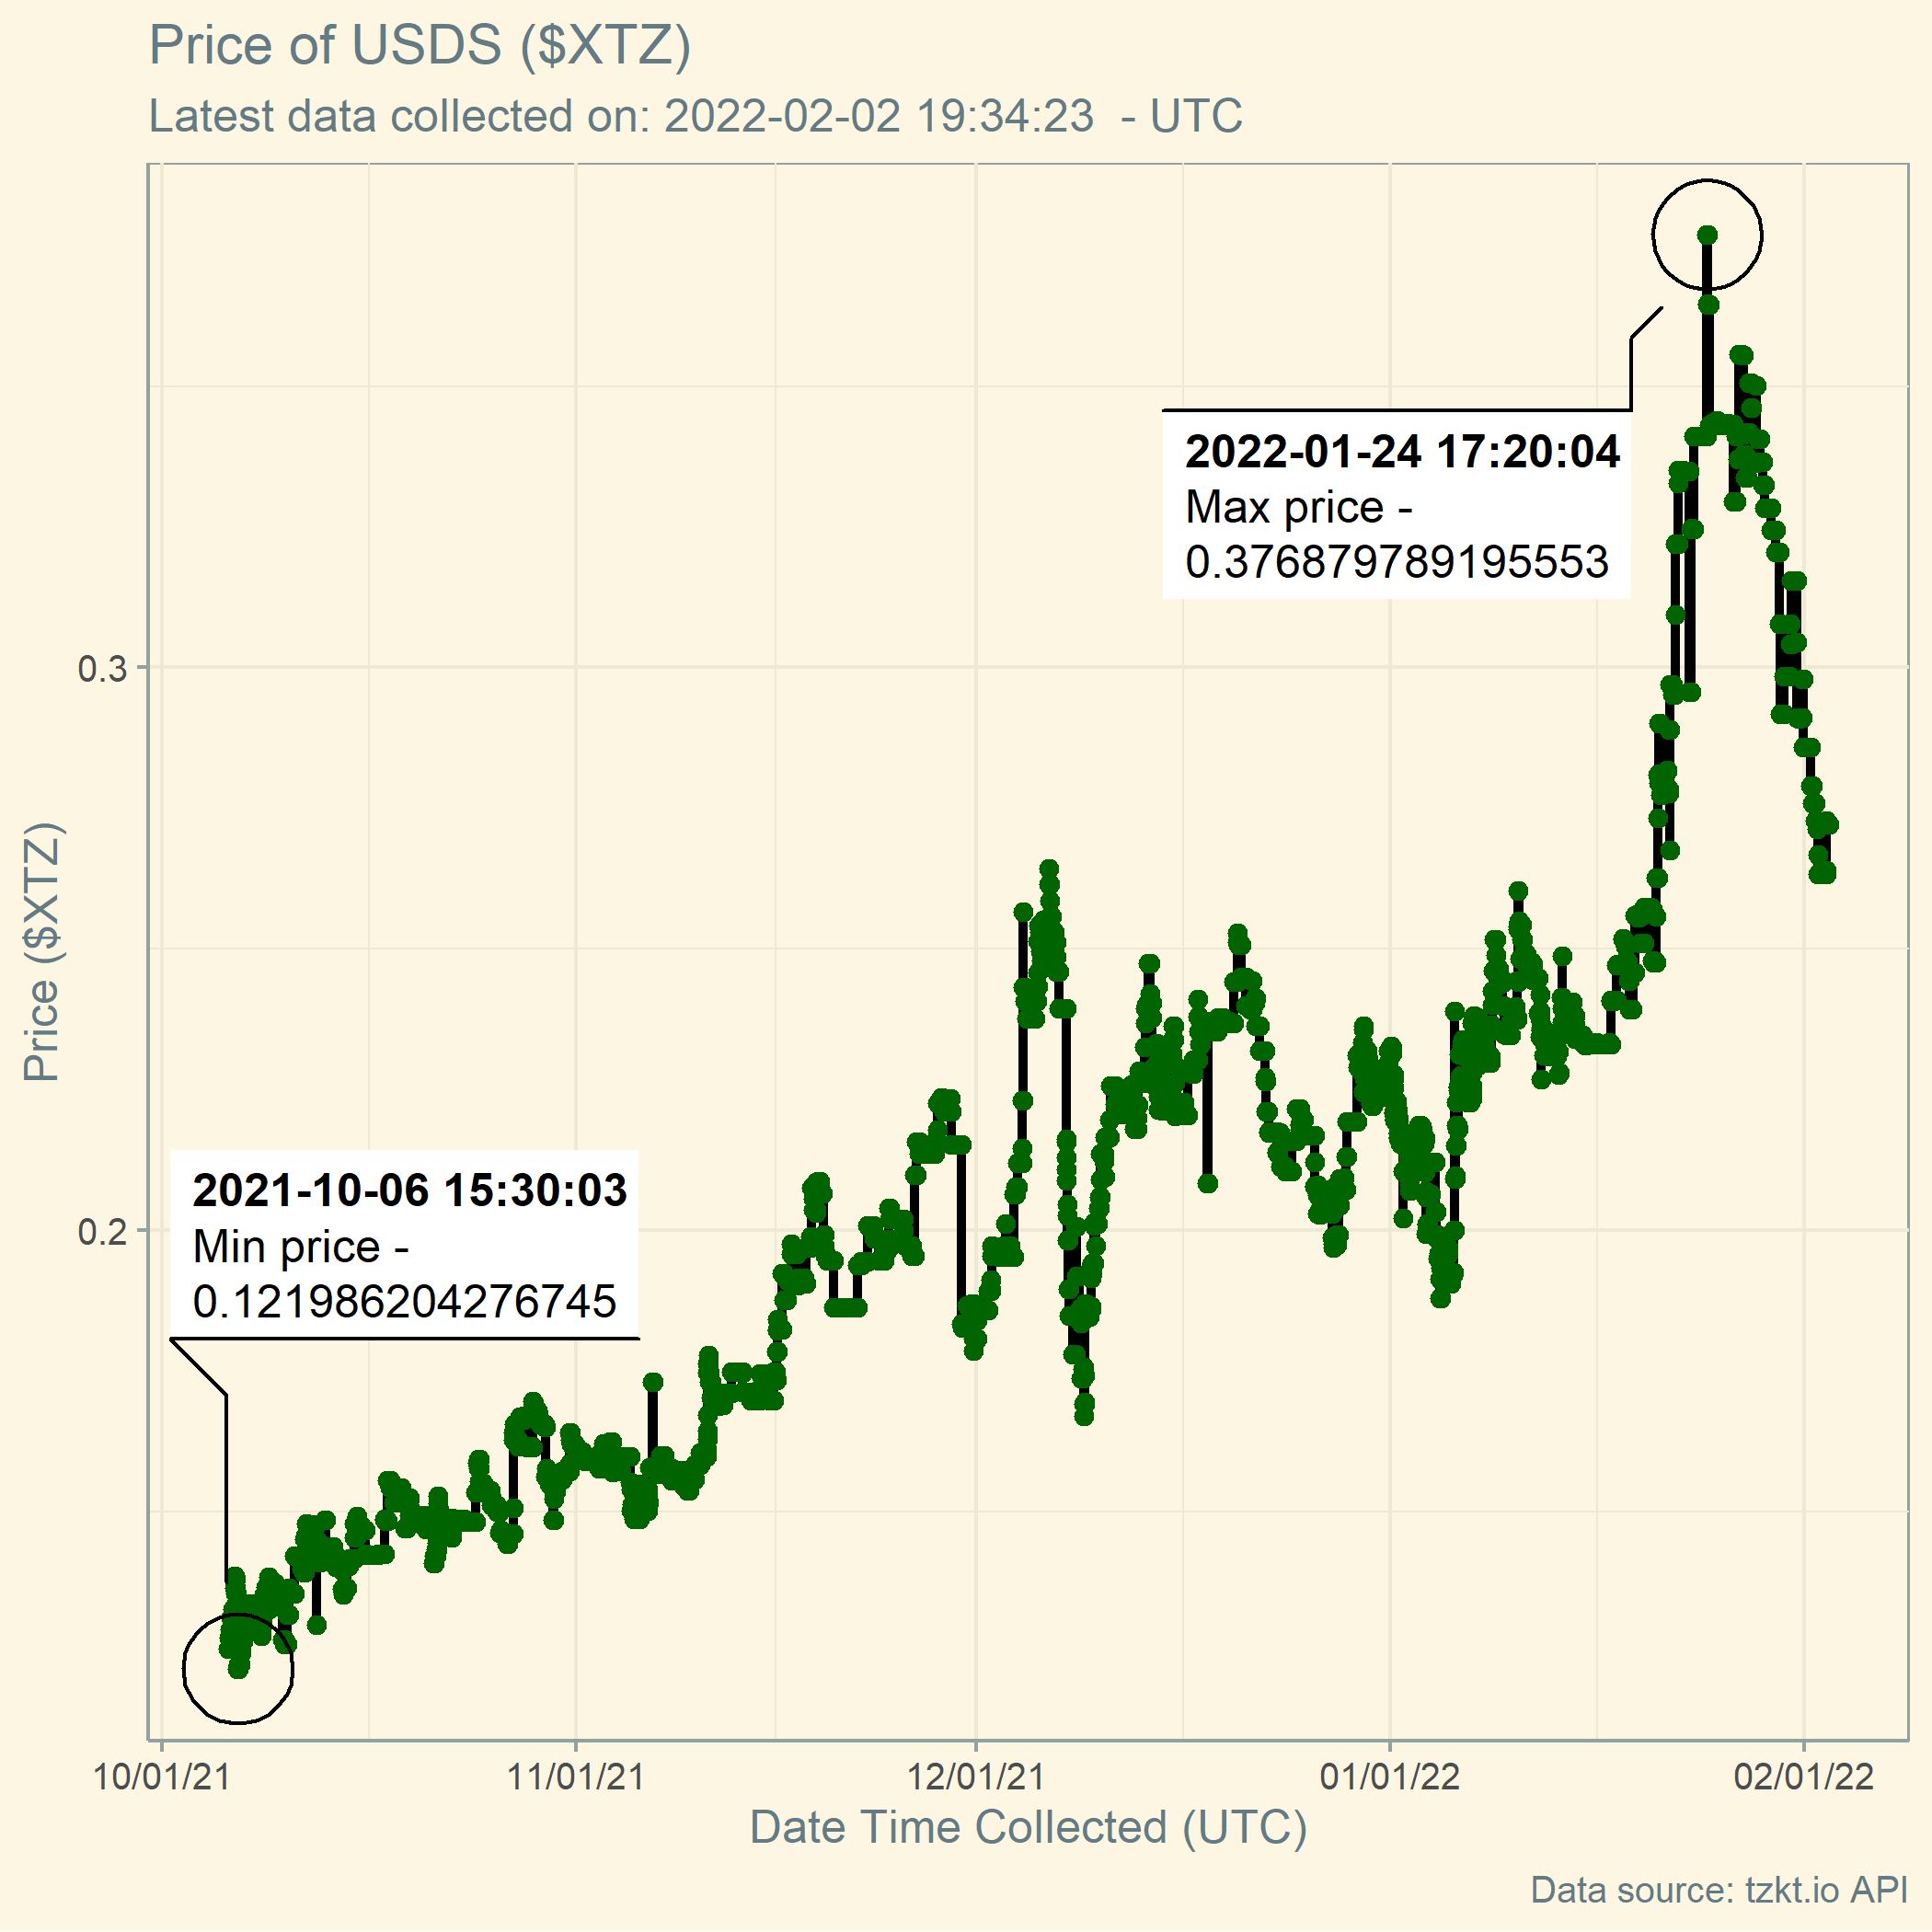 Price of USDS ($XTZ)
Latest data collected on: 2022-02-02 19:34:23  - UTC
2022-01-24 17:20:04
Max price -
0.376879789195553
0.3
Price ($XTZ)
2021-10-06 15:30:03
Min price -
0.121986204276745
0.2
10/01/21 11/01/21 12/01/21 01/01/22 02/01/22
Date Time Collected (UTC)
Data source: tzkt.io API